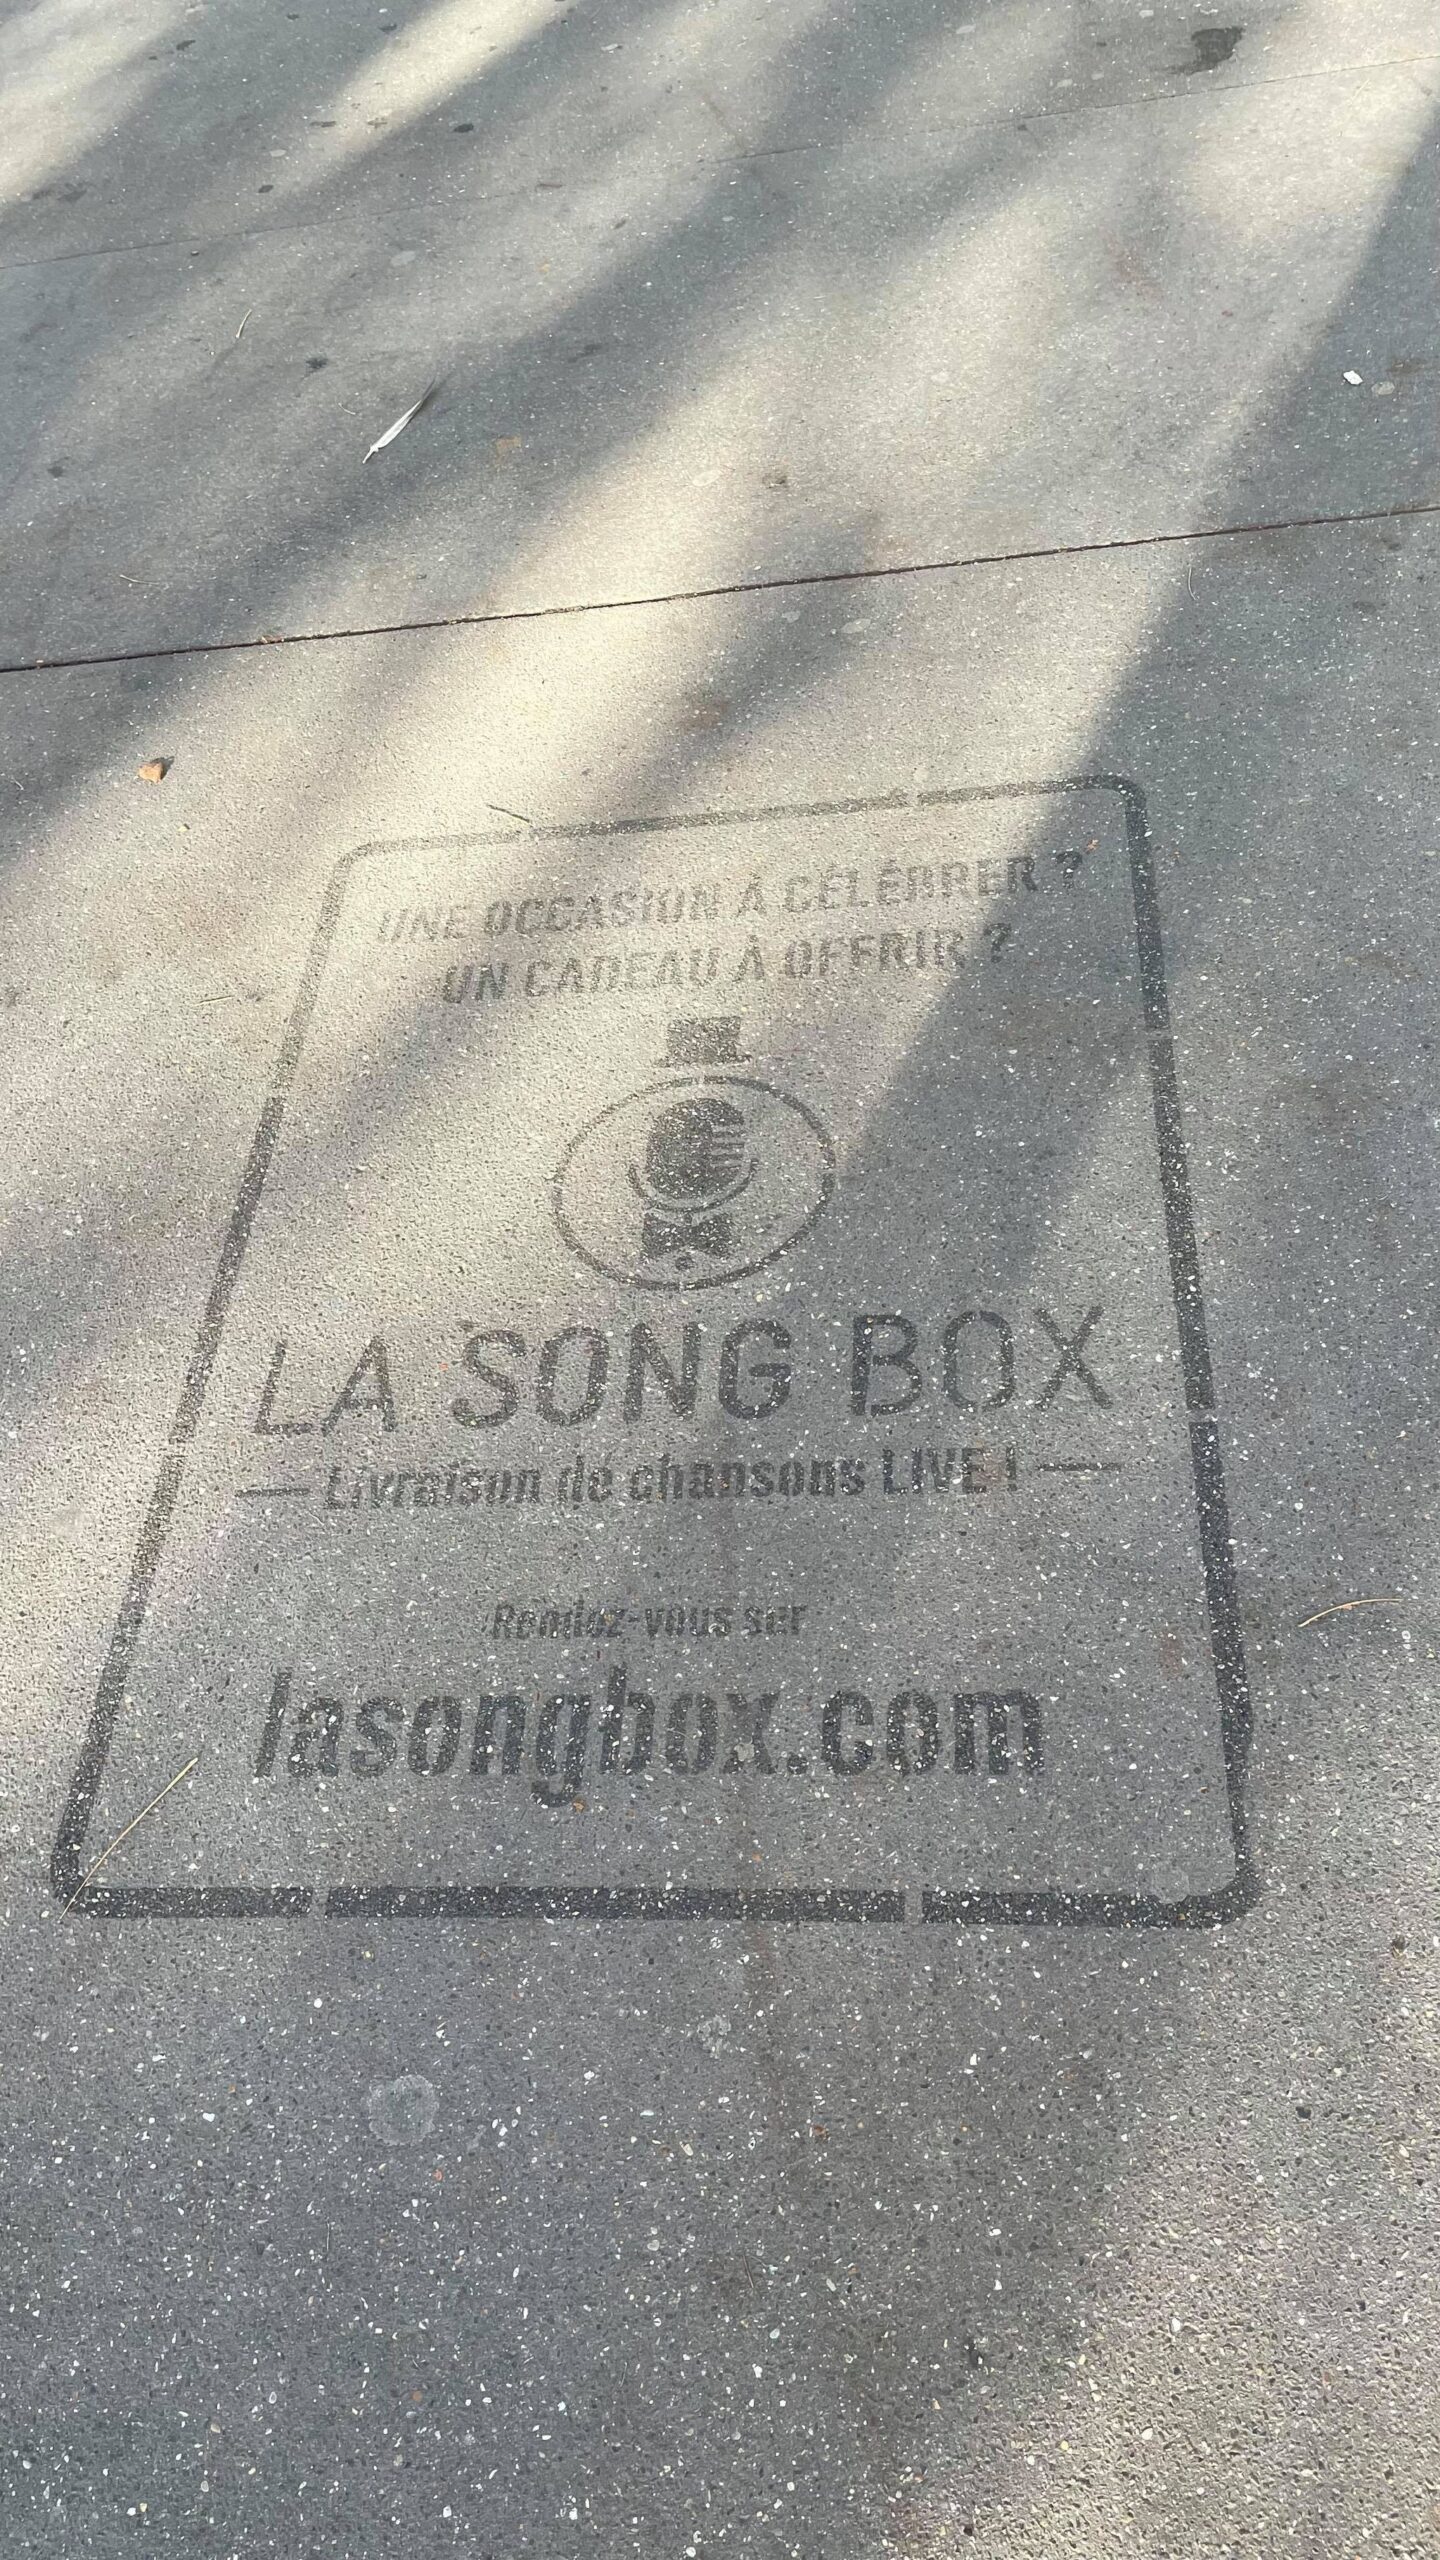 UNE OCCASION À CÉLÉBRER ?
UN CADEAU À OFFRIR ?
LA SONG BOX
Livraison de chansons LIVE !
Rendez-vous sur
lasongbox.com